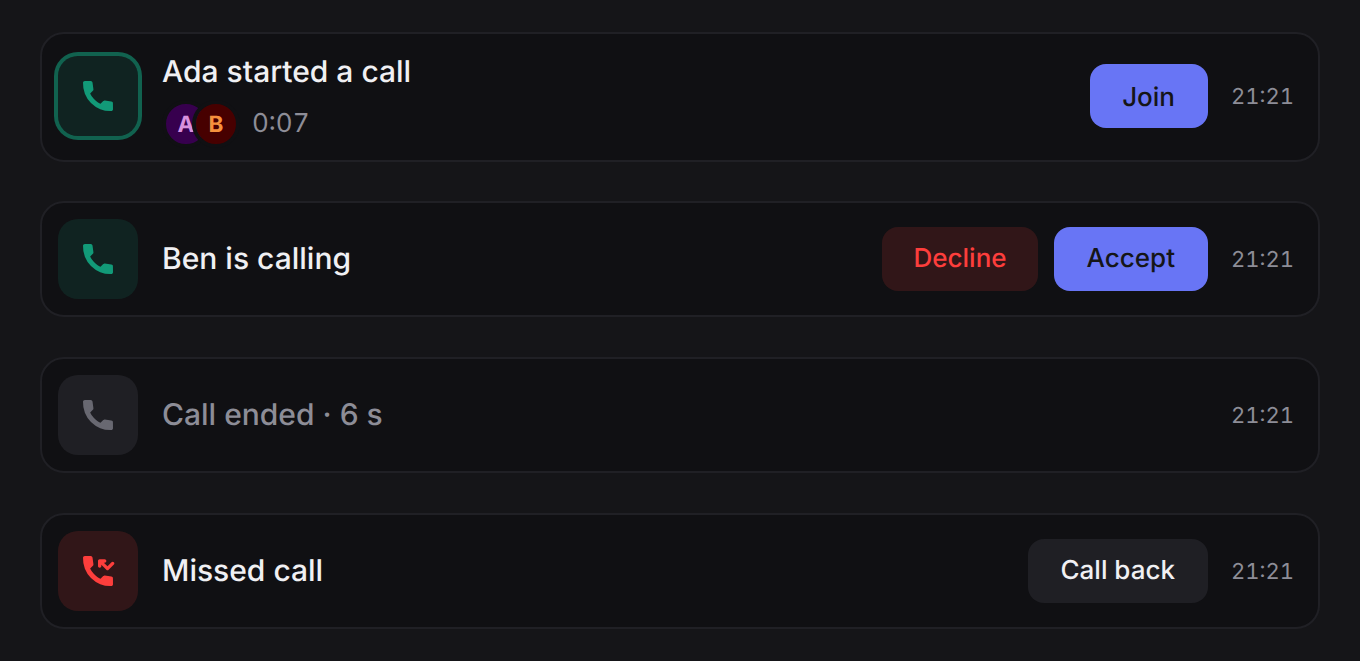 Ada started a call
A B 0:07
Join
21:21
Ben is calling
Decline
Accept
21:21
Call ended · 6 s
21:21
Missed call
Call back
21:21